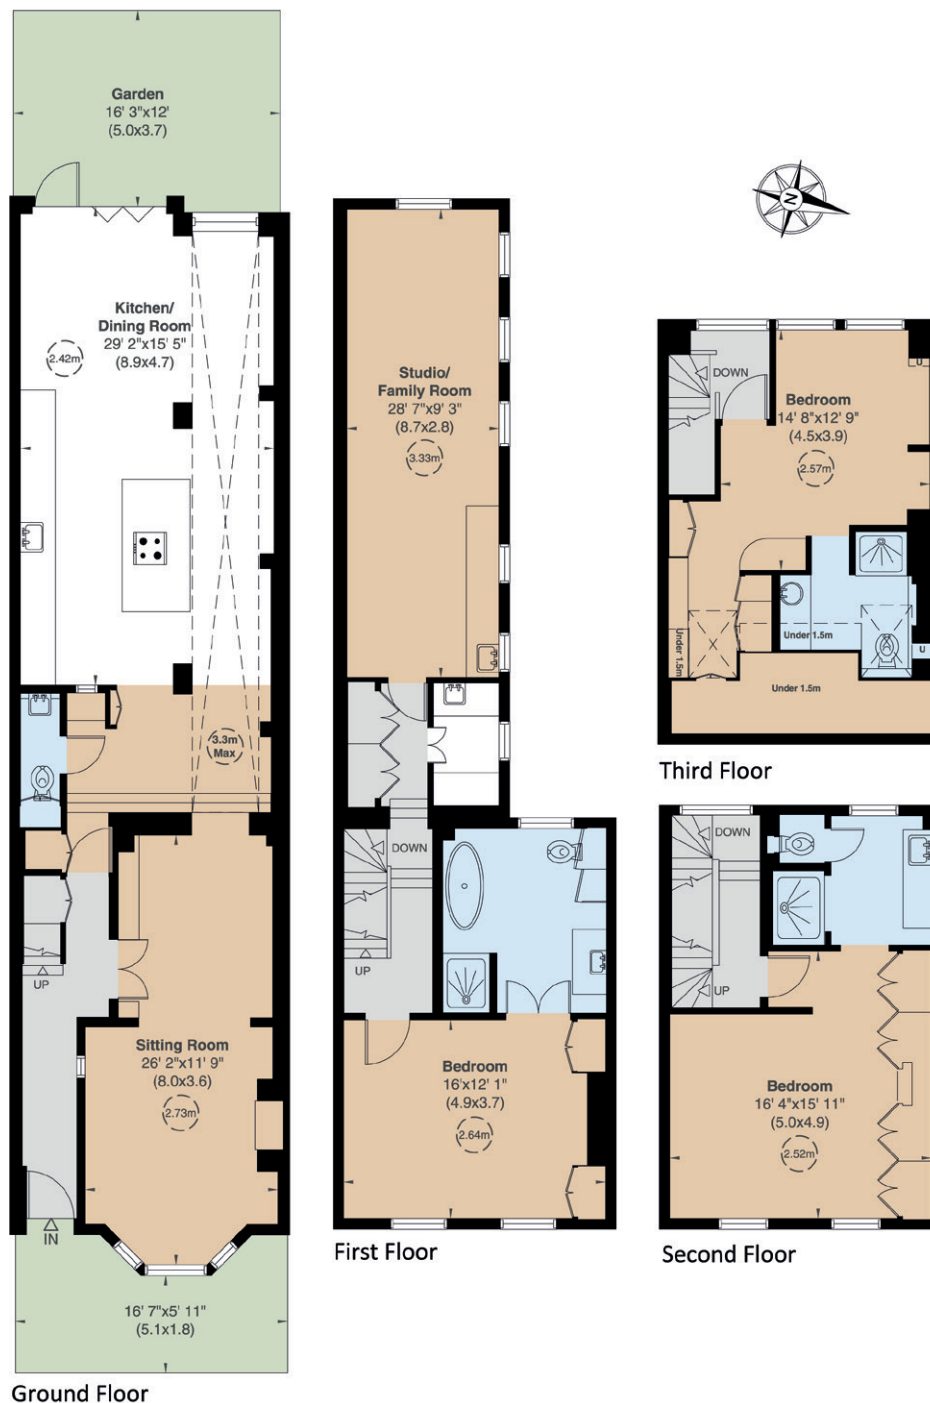 Garden
16' 3"x12'
(5.0x3.7)
Kitchen/
Dining Room
29' 2"x15' 5"
(8.9x4.7)
2.42m
3.3m
Max
UP
Sitting Room
26' 2"x11' 9"
(8.0x3.6)
2.73m
IN
16' 7"x5' 11"
(5.1x1.8)
Ground Floor
Studio/
Family Room
28' 7"x9' 3"
(8.7x2.8)
3.33m
DOWN
UP
Bedroom
16'x12' 1"
(4.9x3.7)
2.64m
First Floor
N
DOWN
U
Bedroom
14' 8"x12' 9"
(4.5x3.9)
2.57m
Under 1.5m
Under 1.5m
U
Under 1.5m
Third Floor
DOWN
UP
Bedroom
16' 4"x15' 11"
(5.0x4.9)
2.52m
Second Floor